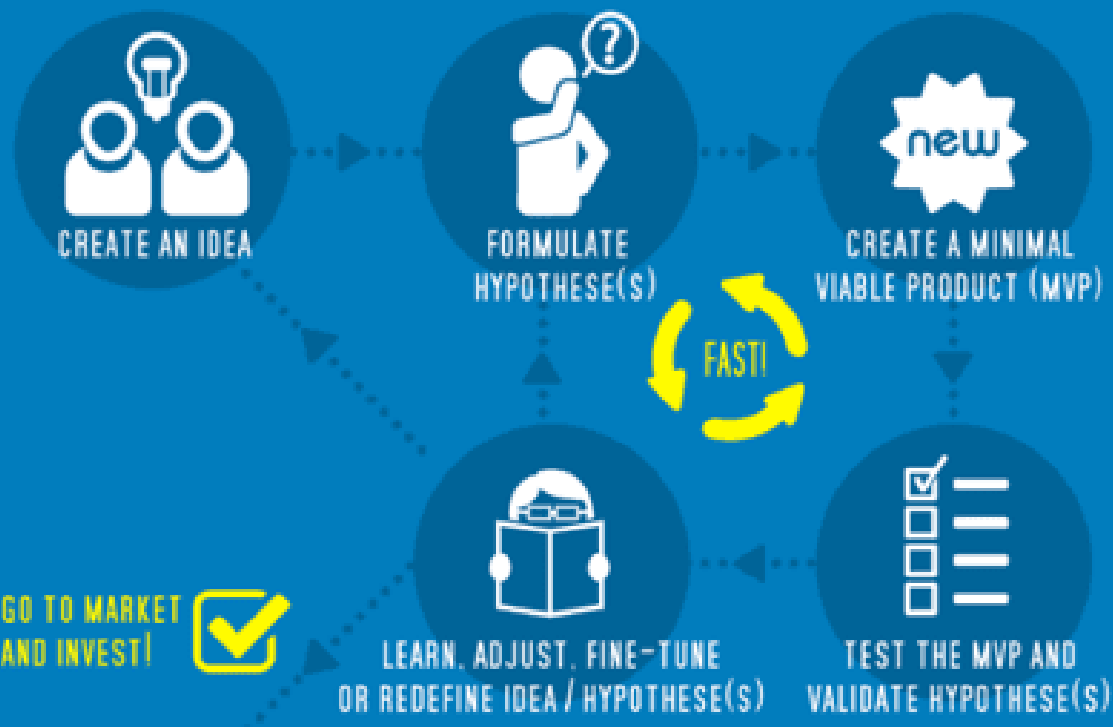 ?
new
CREATE AN IDEA
FORMULATE
HYPOTHESE(S)
CREATE A MINIMAL
VIABLE PRODUCT (MVP)
FAST!
GO TO MARKET
AND INVEST!
LEARN, ADJUST, FINE-TUNE
OR REDEFINE IDEA / HYPOTHESE(S)
TEST THE MVP AND
VALIDATE HYPOTHESE(S)